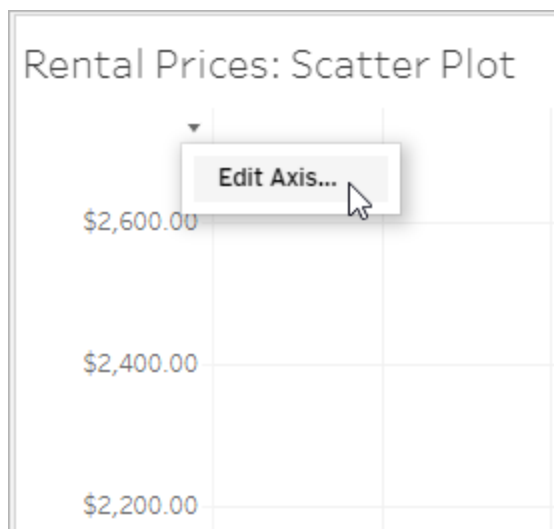 Rental Prices: Scatter Plot
Edit Axis...
$2,600.00
$2,400.00
$2,200.00